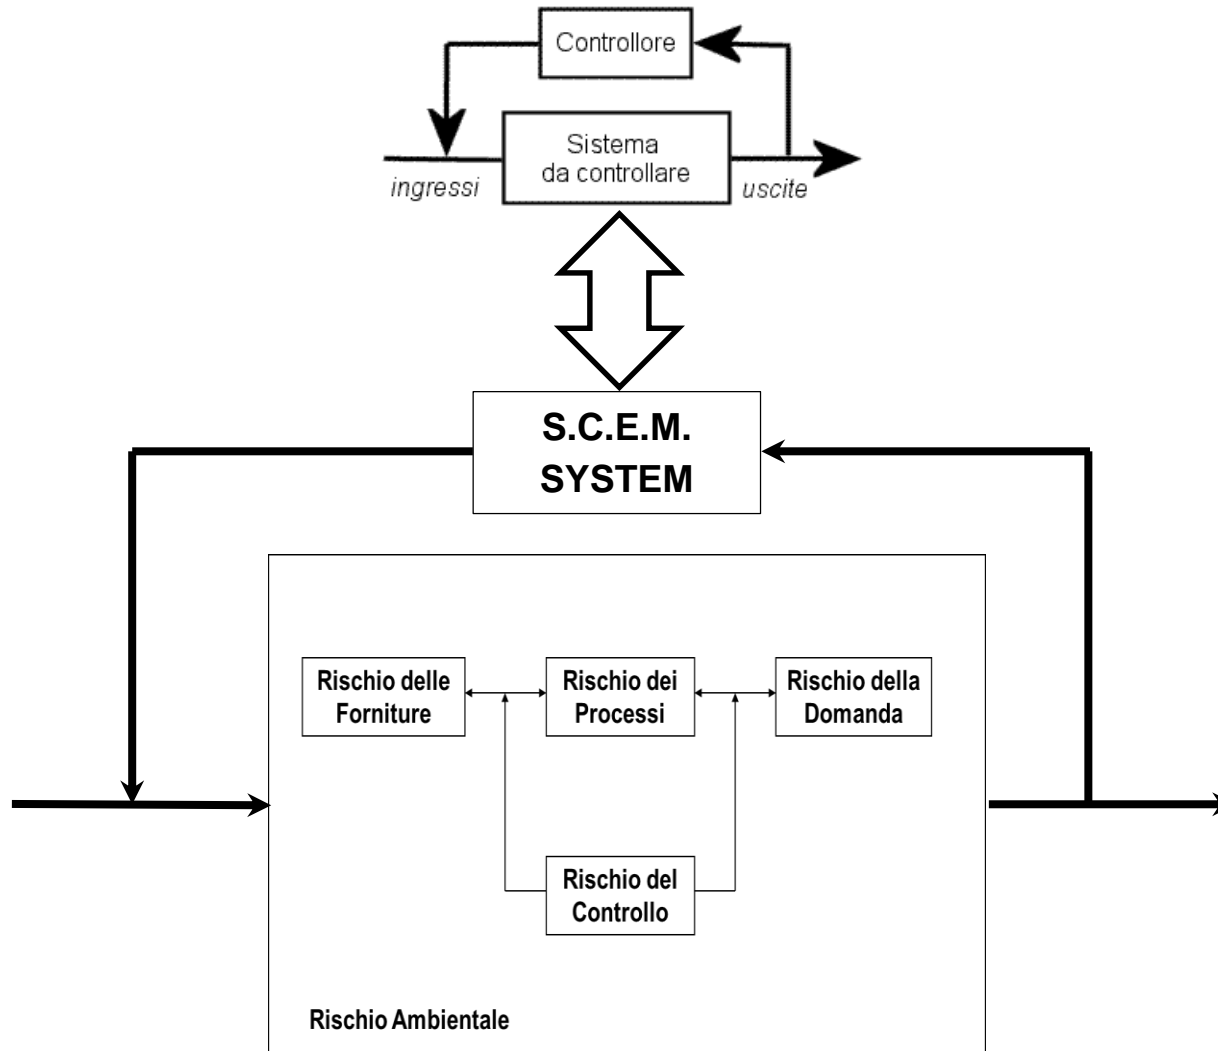 Controllore
Sistema
da controllare
ingressi
uscite
S.C.E.M.
SYSTEM
Rischio delle
Forniture
Rischio dei
Processi
Rischio della
Domanda
Rischio del
Controllo
Rischio Ambientale